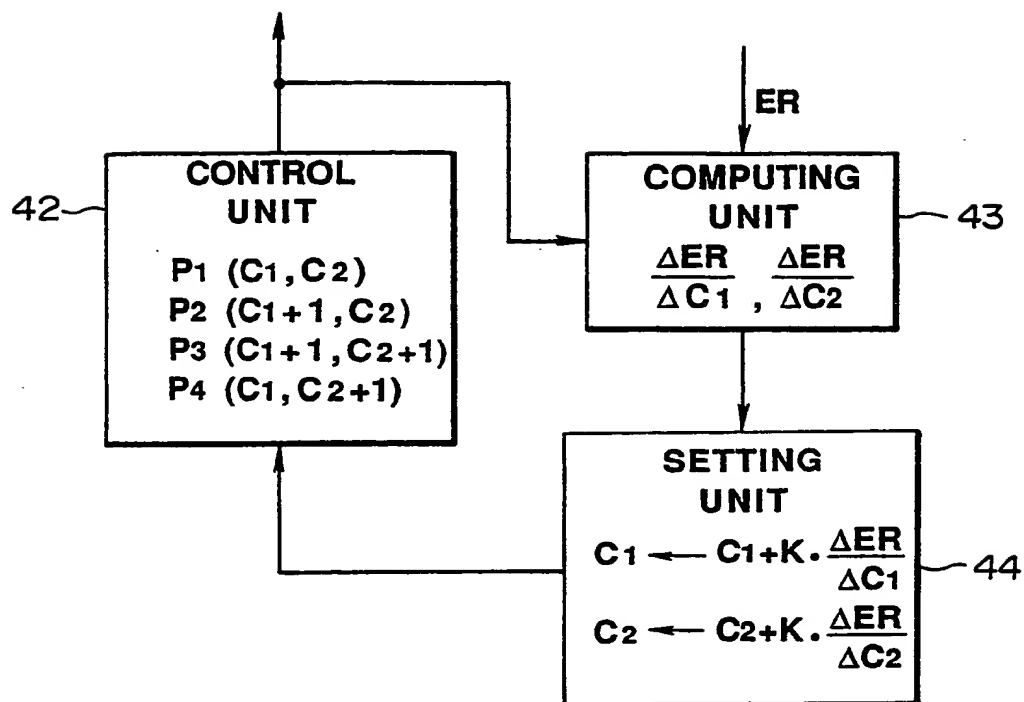 ER
42
CONTROL
UNIT
P1 (C1,C2)
P2 (C1+1,C2)
P3 (C1+1,C2+1)
P4 (C1,C2+1)
COMPUTING
UNIT
ΔER/ΔC1 , ΔER/ΔC2
43
SETTING
UNIT
C1 ← C1+K·ΔER/ΔC1
C2 ← C2+K·ΔER/ΔC2
44